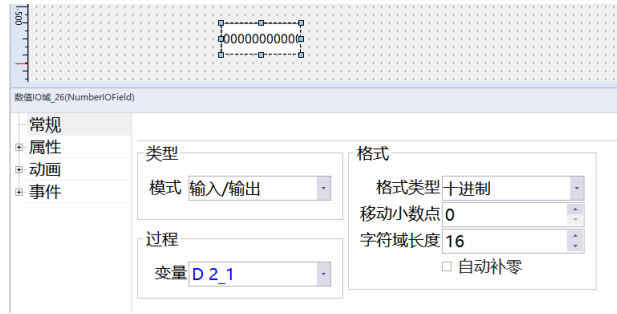 500
00000000000
数值IO域_26(NumberIOField)
常规
属性
动画
事件
类型
模式 输入/输出
过程
变量 D 2_1
格式
格式类型 十进制
移动小数点 0
字符域长度 16
自动补零